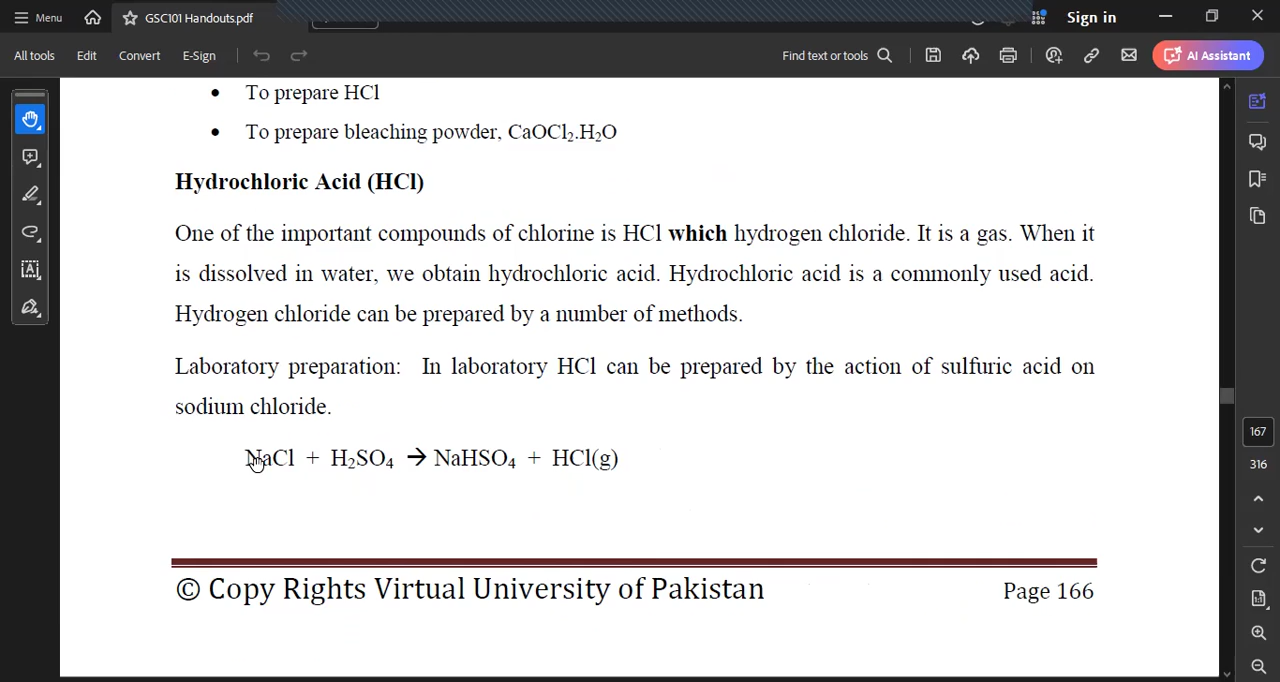 Menu
GSC101 Handouts.pdf
Sign in
All tools
Edit
Convert
E-Sign
Find text or tools
AI Assistant
• To prepare HCl
• To prepare bleaching powder, CaOCl₂.H₂O
Hydrochloric Acid (HCl)
One of the important compounds of chlorine is HCl which hydrogen chloride. It is a gas. When it
is dissolved in water, we obtain hydrochloric acid. Hydrochloric acid is a commonly used acid.
Hydrogen chloride can be prepared by a number of methods.
Laboratory preparation: In laboratory HCl can be prepared by the action of sulfuric acid on
sodium chloride.
NaCl + H₂SO₄ → NaHSO₄ + HCl(g)
© Copy Rights Virtual University of Pakistan
Page 166
167
316